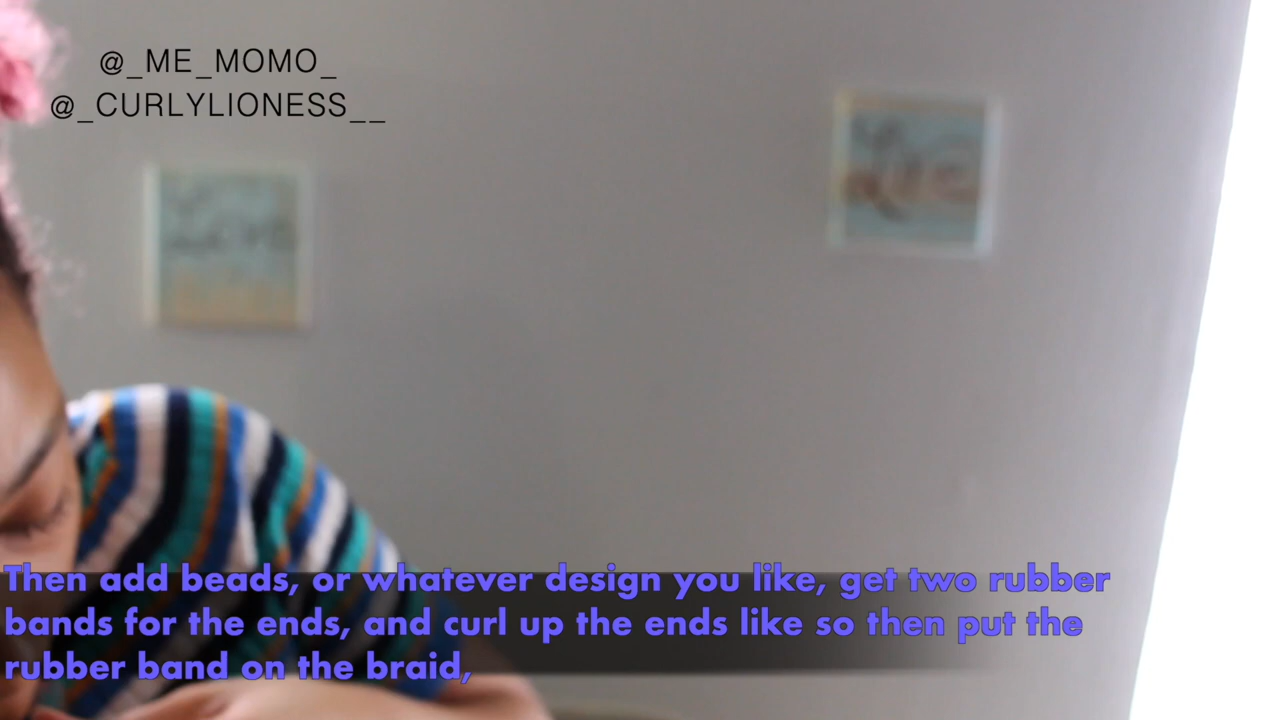 @_ME_MOMO_
@_CURLYLIONESS__
Then add beads, or whatever design you like, get two rubber
bands for the ends, and curl up the ends like so then put the
rubber band on the braid,